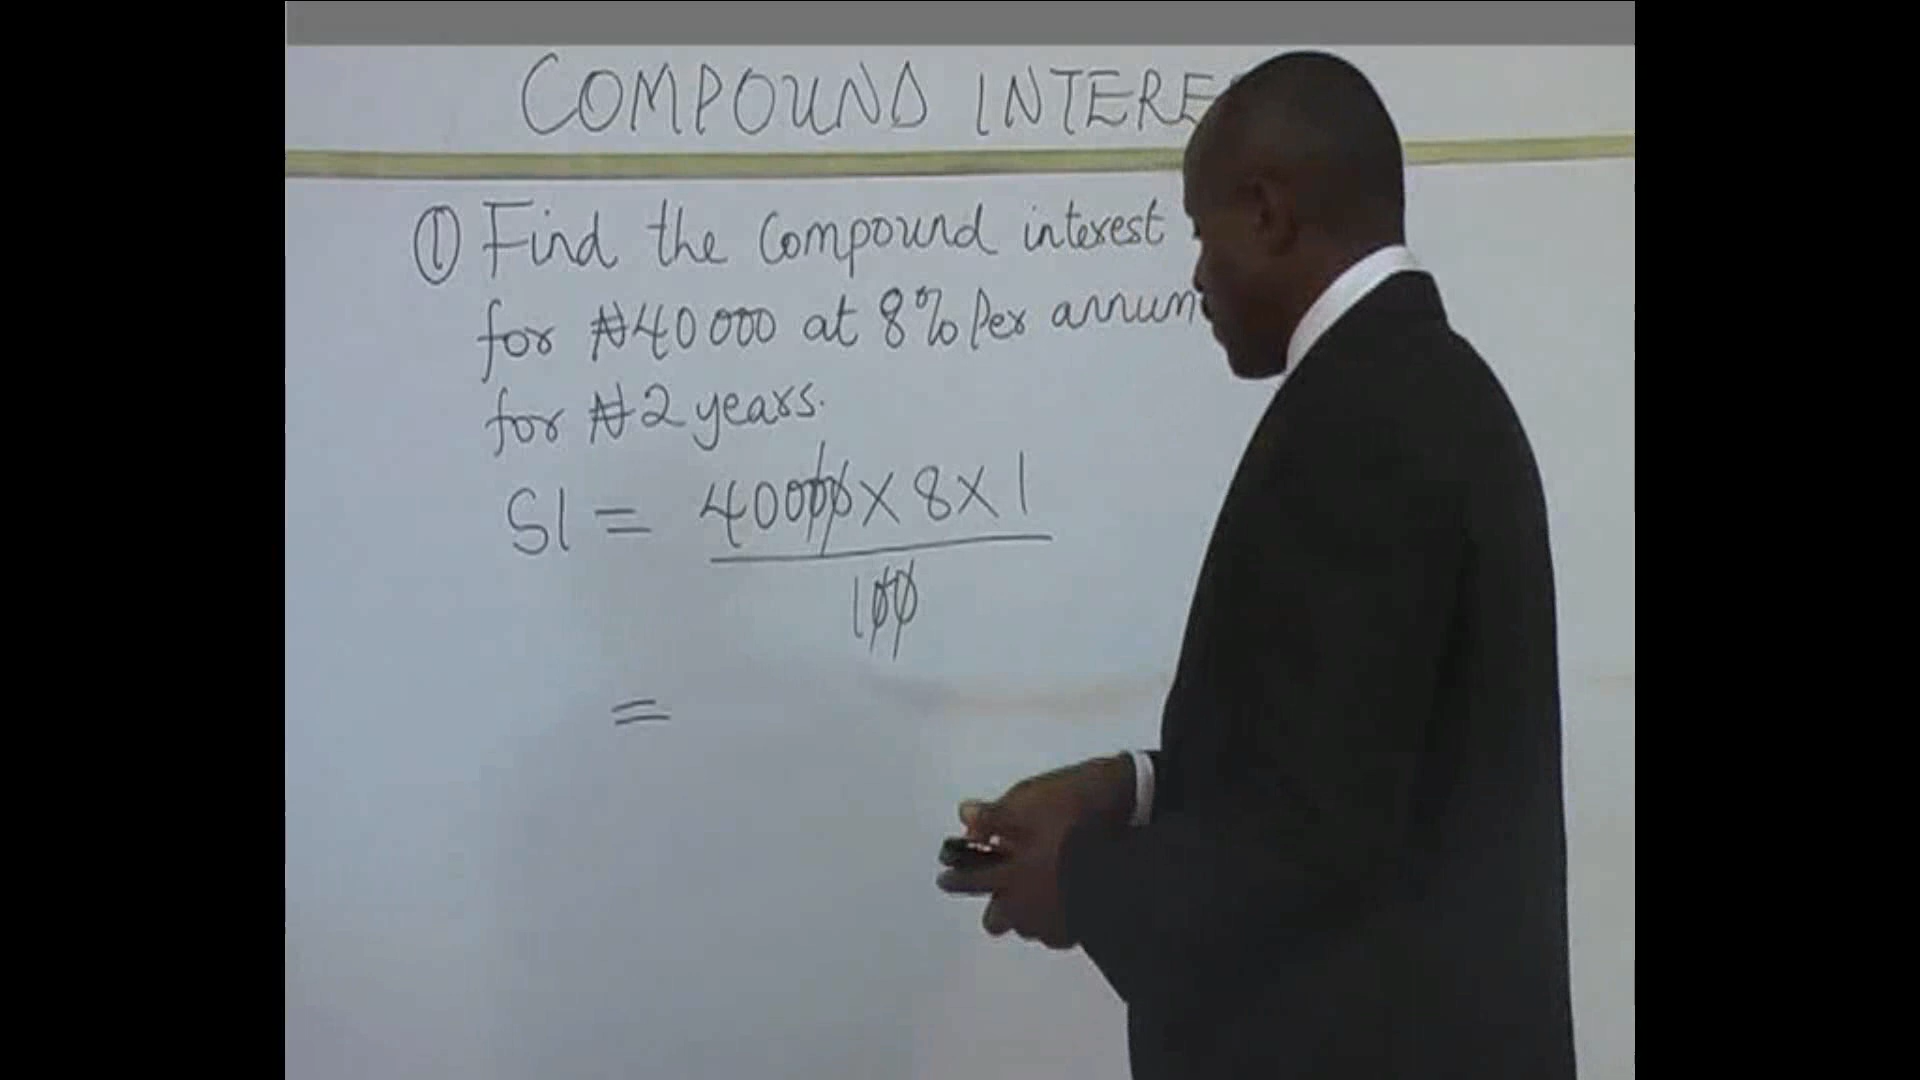 COMPOUND INTERE
① Find the Compound interest
for ₦40000 at 8% Per annum
for ₦2 years.
SI = 40000 x 8 x 1
100
=